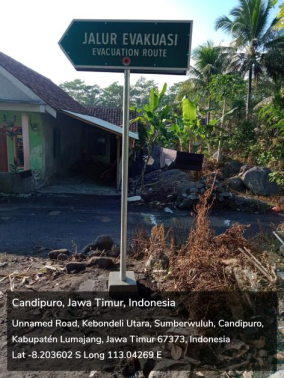 JALUR EVAKUASI
EVACUATION ROUTE
Candipuro, Jawa Timur, Indonesia
Unnamed Road, Kebondeli Utara, Sumberwuluh, Candipuro,
Kabupatén Lumajang, Jawa Timur 67373, Indonesia
Lat -8.203602 S Long 113.04269 E